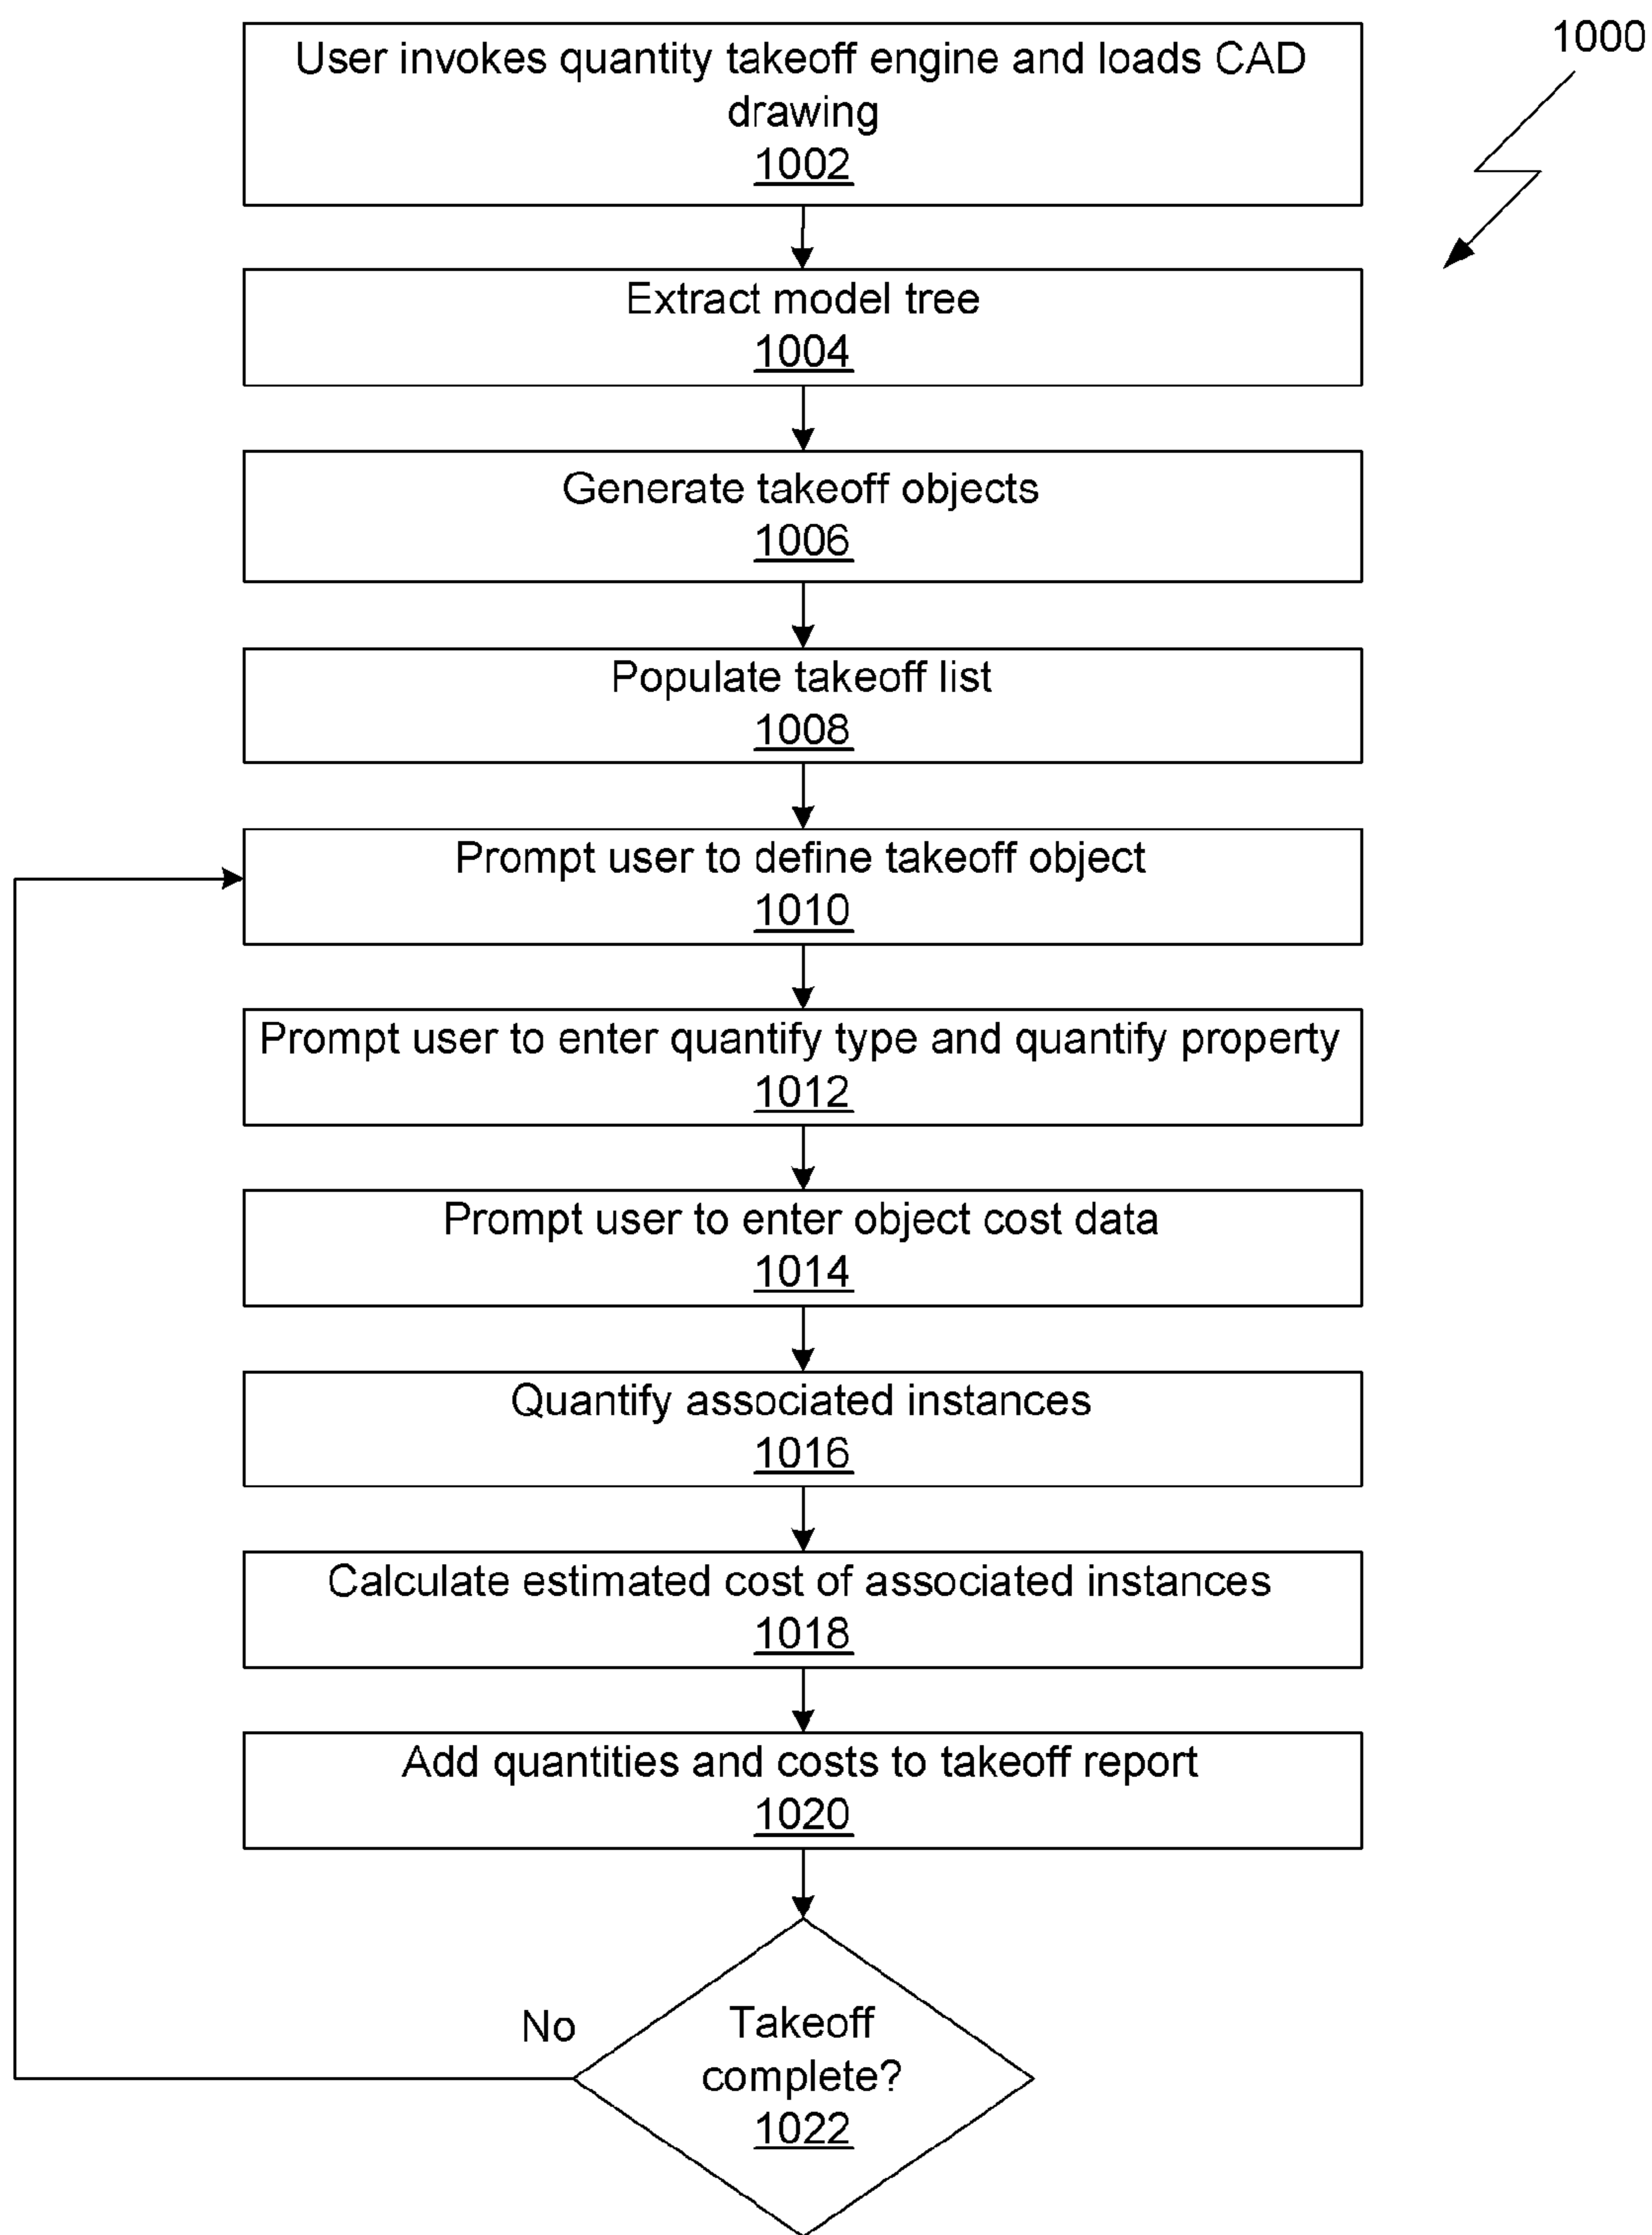 1000
User invokes quantity takeoff engine and loads CAD
drawing
1002
Extract model tree
1004
Generate takeoff objects
1006
Populate takeoff list
1008
Prompt user to define takeoff object
1010
Prompt user to enter quantify type and quantify property
1012
Prompt user to enter object cost data
1014
Quantify associated instances
1016
Calculate estimated cost of associated instances
1018
Add quantities and costs to takeoff report
1020
No
Takeoff
complete?
1022